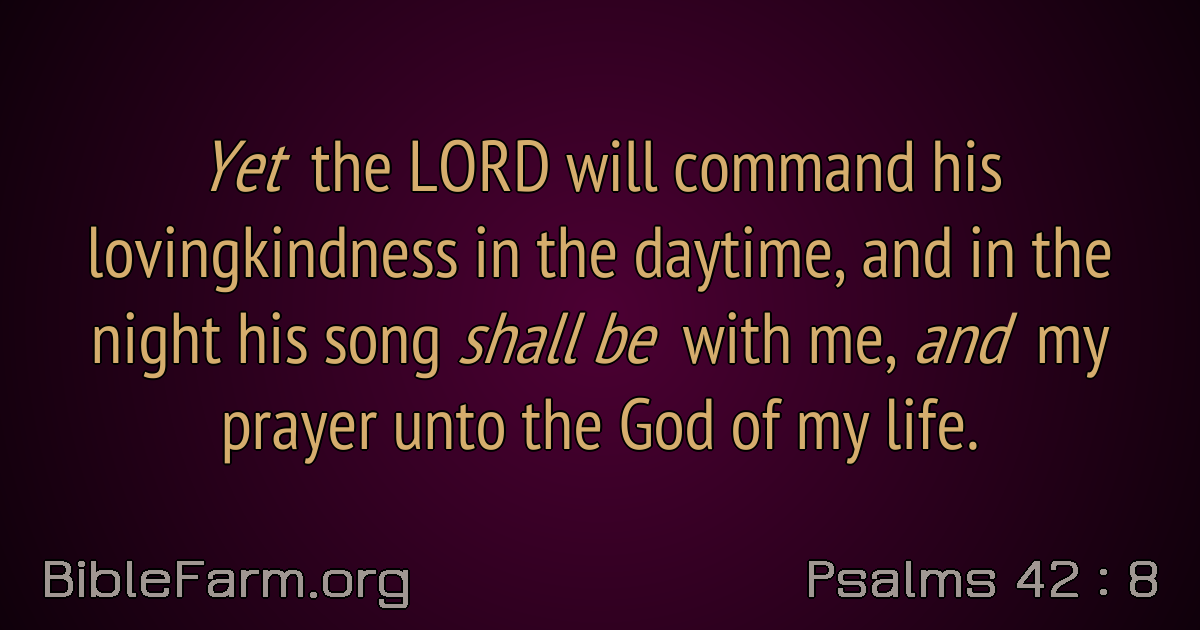 Yet the LORD will command his
lovingkindness in the daytime, and in the
night his song shall be with me, and my
prayer unto the God of my life.
BibleFarm.org
Psalms 42 : 8